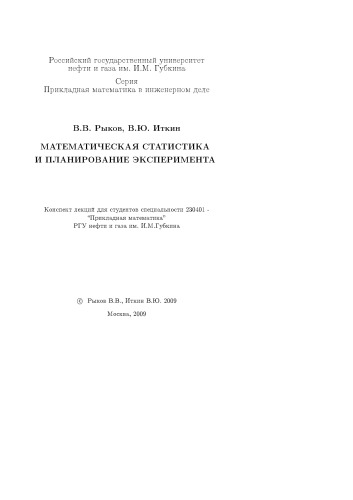 Российский государственный университет
нефти и газа им. И.М. Губкина
Серия
Прикладная математика в инженерном деле
В.В. Рыков, В.Ю. Иткин
МАТЕМАТИЧЕСКАЯ СТАТИСТИКА
И ПЛАНИРОВАНИЕ ЭКСПЕРИМЕНТА
Конспект лекций для студентов специальности 230401 -
"Прикладная математика"
РГУ нефти и газа им. И.М.Губкина
© Рыков В.В., Иткин В.Ю. 2009
Москва, 2009